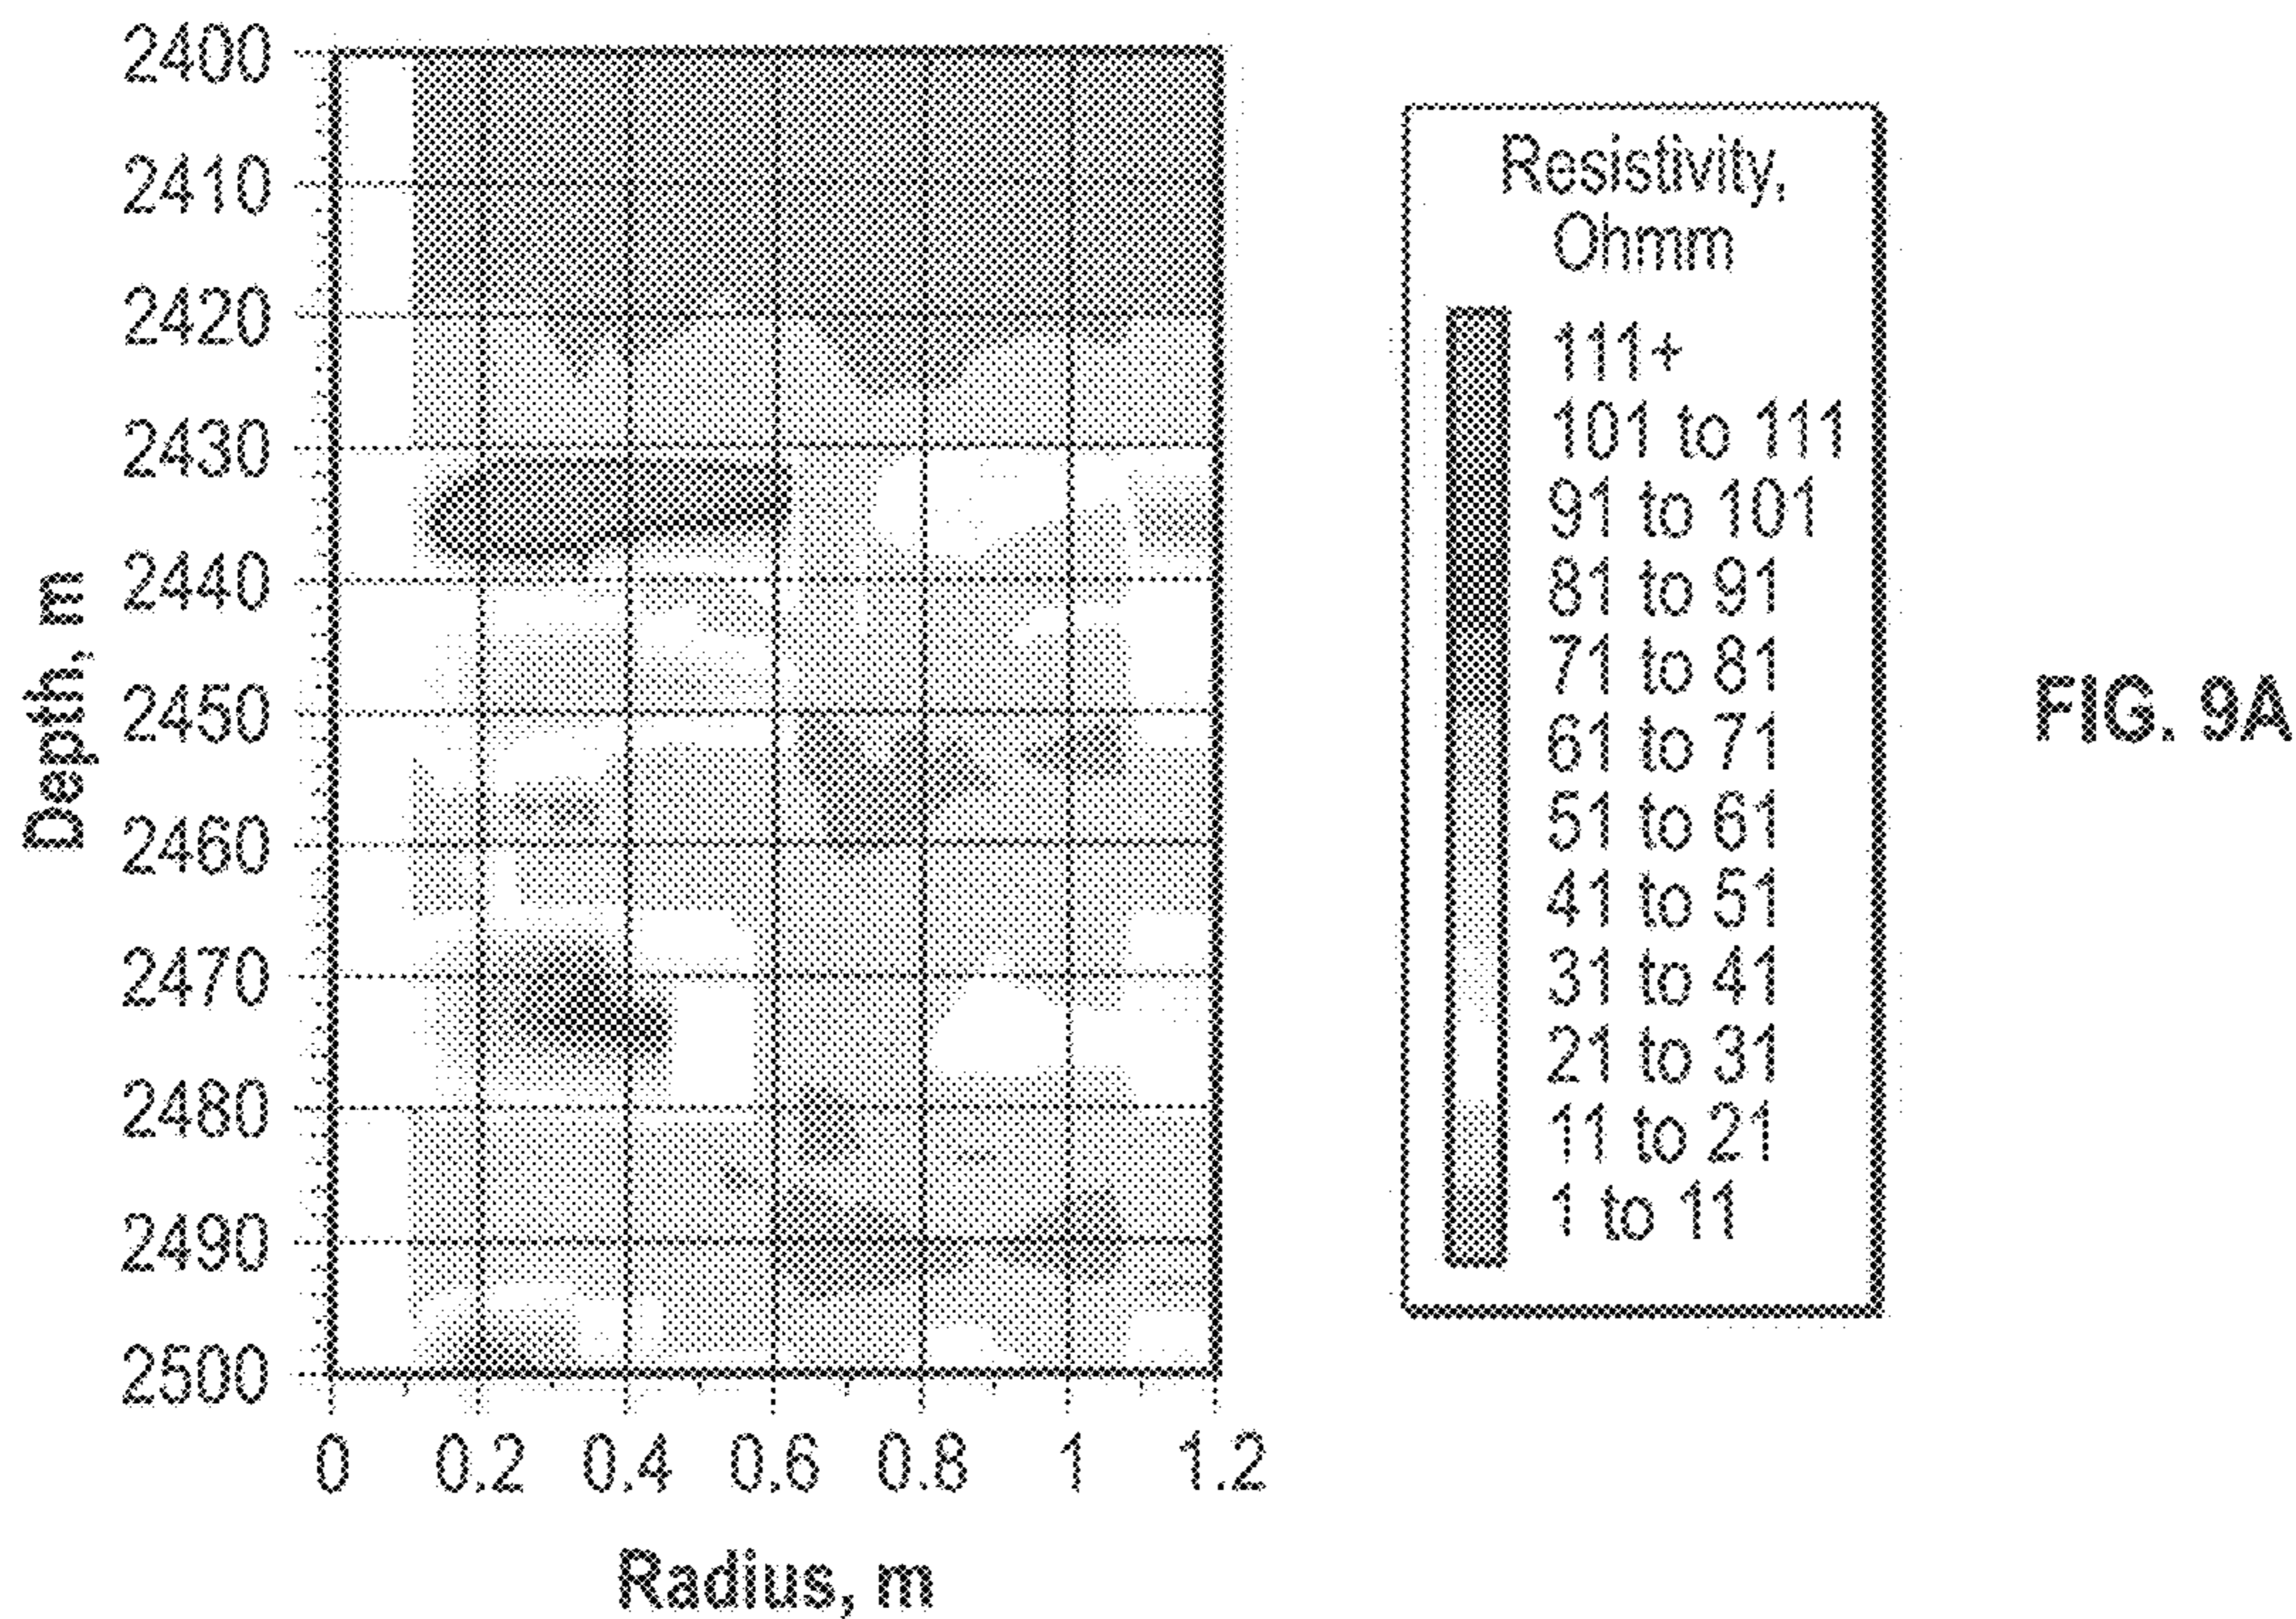 2400
2410
2420
2430
2440
2450
2460
2470
2480
2490
2500
Depth, m
0 0.2 0.4 0.6 0.8 1 1.2
Radius, m
Resistivity,
Ohmm
111+
101 to 111
91 to 101
81 to 91
71 to 81
61 to 71
51 to 61
41 to 51
31 to 41
21 to 31
11 to 21
1 to 11
FIG. 9A